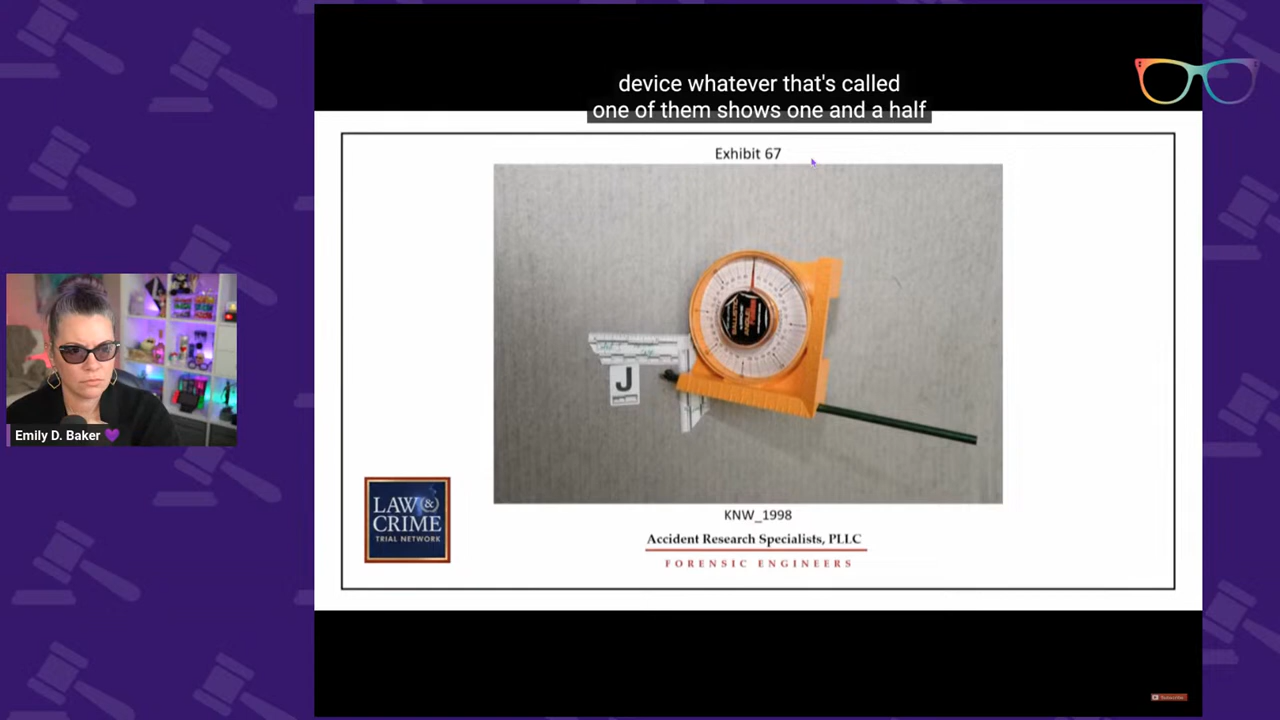 device whatever that's called
one of them shows one and a half
Exhibit 67
J
Emily D. Baker 💜
LAW & CRIME
TRIAL NETWORK
KNW_1998
Accident Research Specialists, PLLC
FORENSIC ENGINEERS